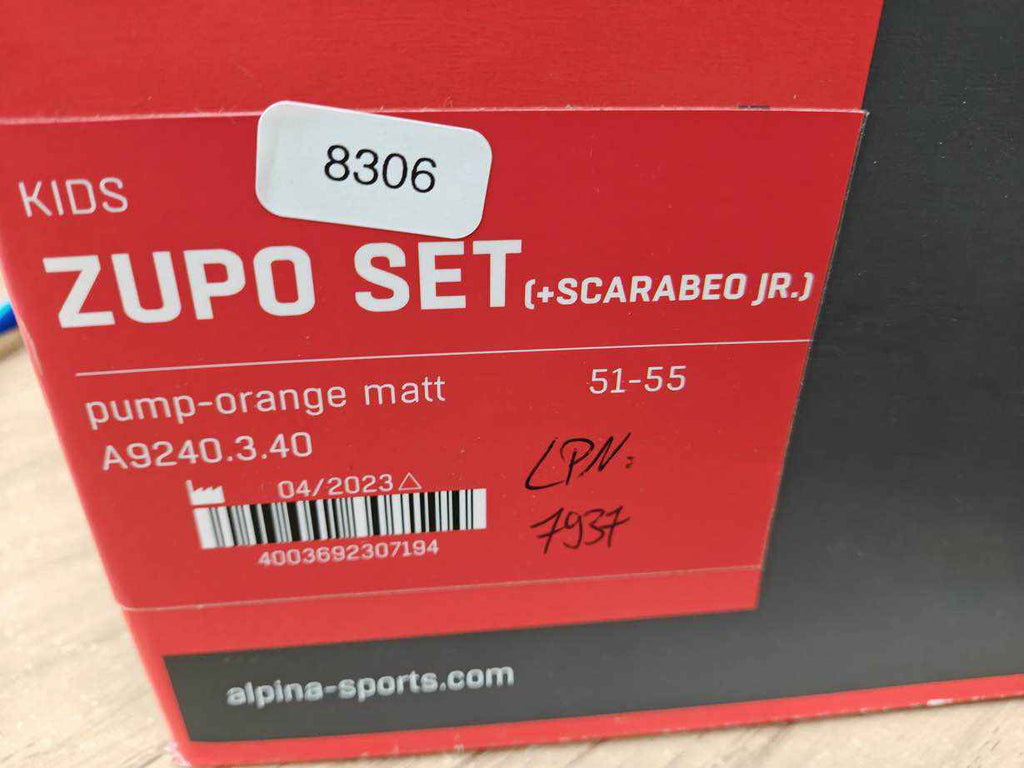 8306
KIDS
ZUPO SET (+SCARABEO JR.)
pump-orange matt 51-55
A9240.3.40
04/2023
4003692307194
LPN:
7937
alpina-sports.com